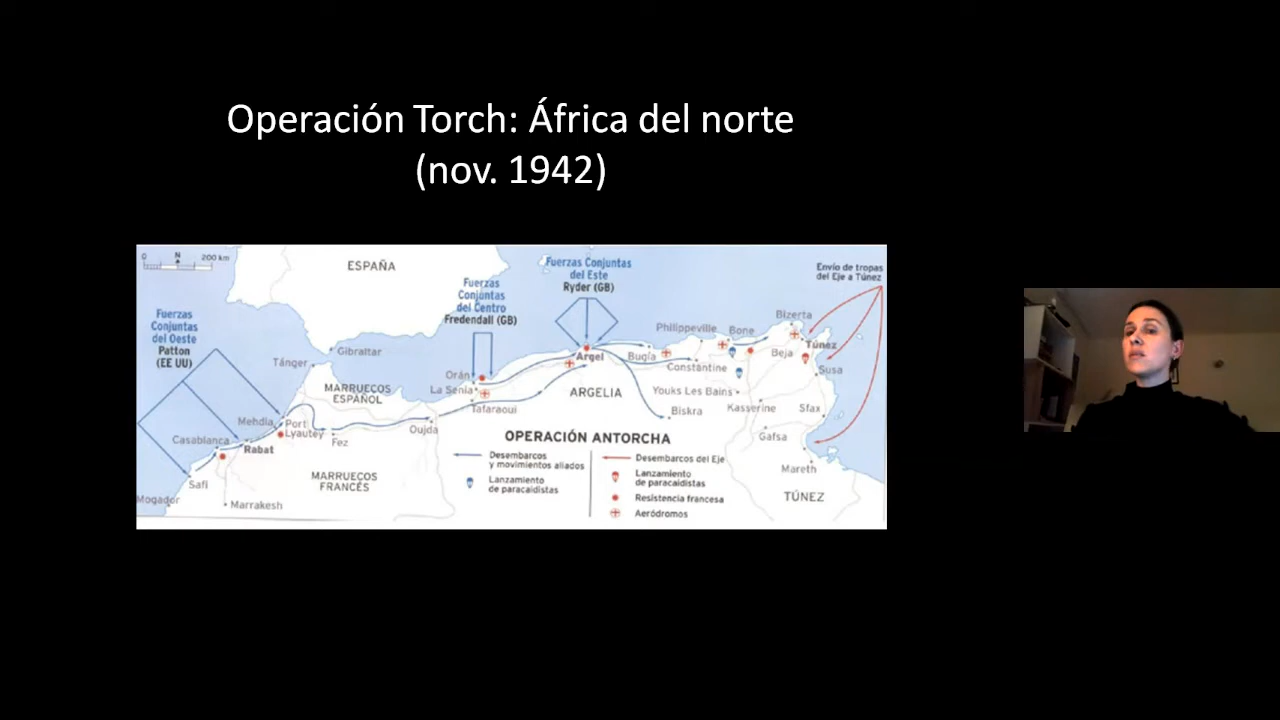 Operación Torch: África del norte
(nov. 1942)
0
N
200 km
ESPAÑA
Fuerzas Conjuntas
del Este
Ryder (GB)
Envío de tropas
del Eje a Túnez
Fuerzas
Conjuntas
del Centro
Fredendall (GB)
Fuerzas
Conjuntas
del Oeste
Patton
(EE UU)
Gibraltar
Tánger
Philippeville
Bone
Bizerta
Túnez
Beja
Argel
Bugía
Constantine
Susa
Orán
La Senia
Tafaraoui
MARRUECOS
ESPAÑOL
ARGELIA
Youks Les Bains
Biskra
Kasserine
Sfax
Mehdia
Port
Lyautey
Casablanca
Rabat
Fez
Oujda
Gafsa
Mareth
TÚNEZ
Safi
Mogador
Marrakesh
MARRUECOS
FRANCÉS
OPERACIÓN ANTORCHA
Desembarcos
y movimientos aliados
Lanzamiento
de paracaidistas
Desembarcos del Eje
Lanzamiento
de paracaidistas
Resistencia francesa
Aeródromos